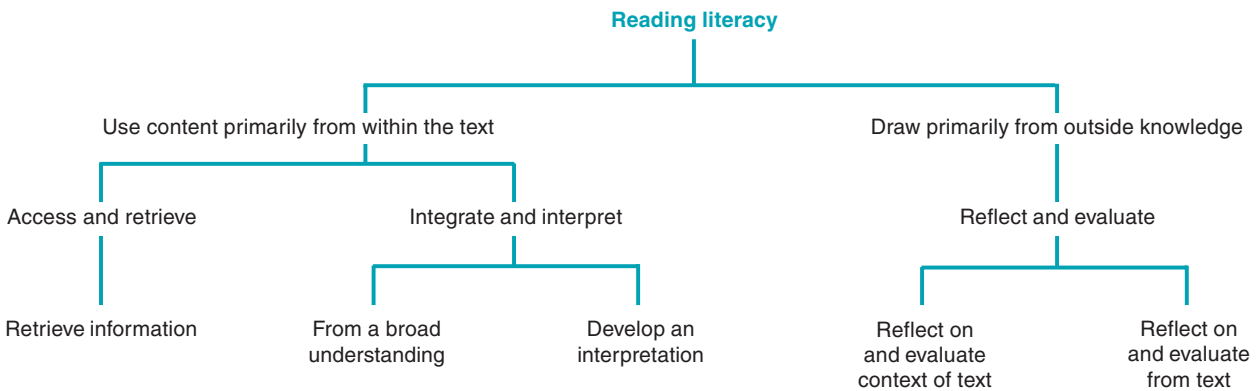 Reading literacy
Use content primarily from within the text
Draw primarily from outside knowledge
Access and retrieve
Integrate and interpret
Reflect and evaluate
Retrieve information
From a broad
understanding
Develop an
interpretation
Reflect on
and evaluate
context of text
Reflect on
and evaluate
from text